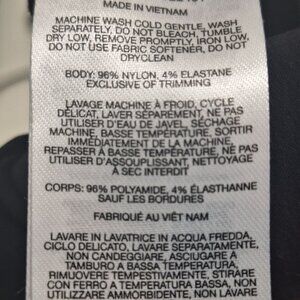 MADE IN VIETNAM
MACHINE WASH COLD GENTLE, WASH
SEPARATELY, DO NOT BLEACH, TUMBLE
DRY LOW, REMOVE PROMPTLY, IRON LOW,
DO NOT USE FABRIC SOFTENER, DO NOT
DRYCLEAN
BODY: 96% NYLON, 4% ELASTANE
EXCLUSIVE OF TRIMMING
LAVAGE MACHINE À FROID, CYCLE
DÉLICAT, LAVER SÉPARÉMENT, NE PAS
UTILISER D'EAU DE JAVEL, SÉCHAGE
MACHINE, BASSE TEMPÉRATURE, SORTIR
IMMÉDIATEMENT DE LA MACHINE,
REPASSER À BASSE TEMPÉRATURE, NE PAS
UTILISER D'ASSOUPLISSANT, NETTOYAGE
A SEC INTERDIT
CORPS: 96% POLYAMIDE, 4% ÉLASTHANNE
SAUF LES BORDURES
FABRIQUÉ AU VIÊT NAM
LAVARE IN LAVATRICE IN ACQUA FREDDA,
CICLO DELICATO, LAVARE SEPARATAMENTE,
NON CANDEGGIARE, ASCIUGARE A
TAMBURO A BASSA TEMPERATURA,
RIMUOVERE TEMPESTIVAMENTE, STIRARE
CON FERRO A TEMPERATURA BASSA, NON
UTILIZZARE AMMORBIDENTE, NON LAVARE